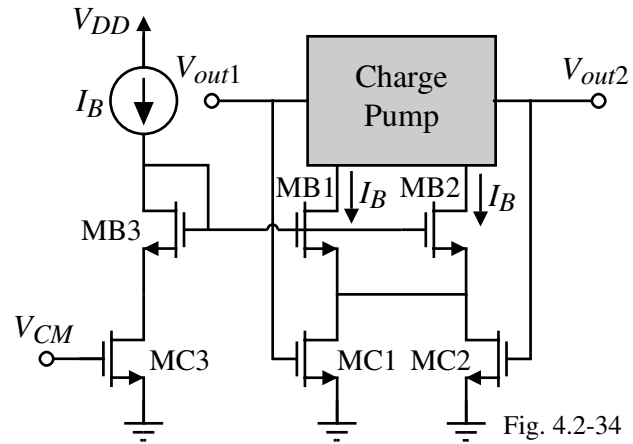 VDD
IB
Vout1
Charge
Pump
Vout2
MB1
IB
MB2
IB
MB3
VCM
MC3
MC1
MC2
Fig. 4.2-34